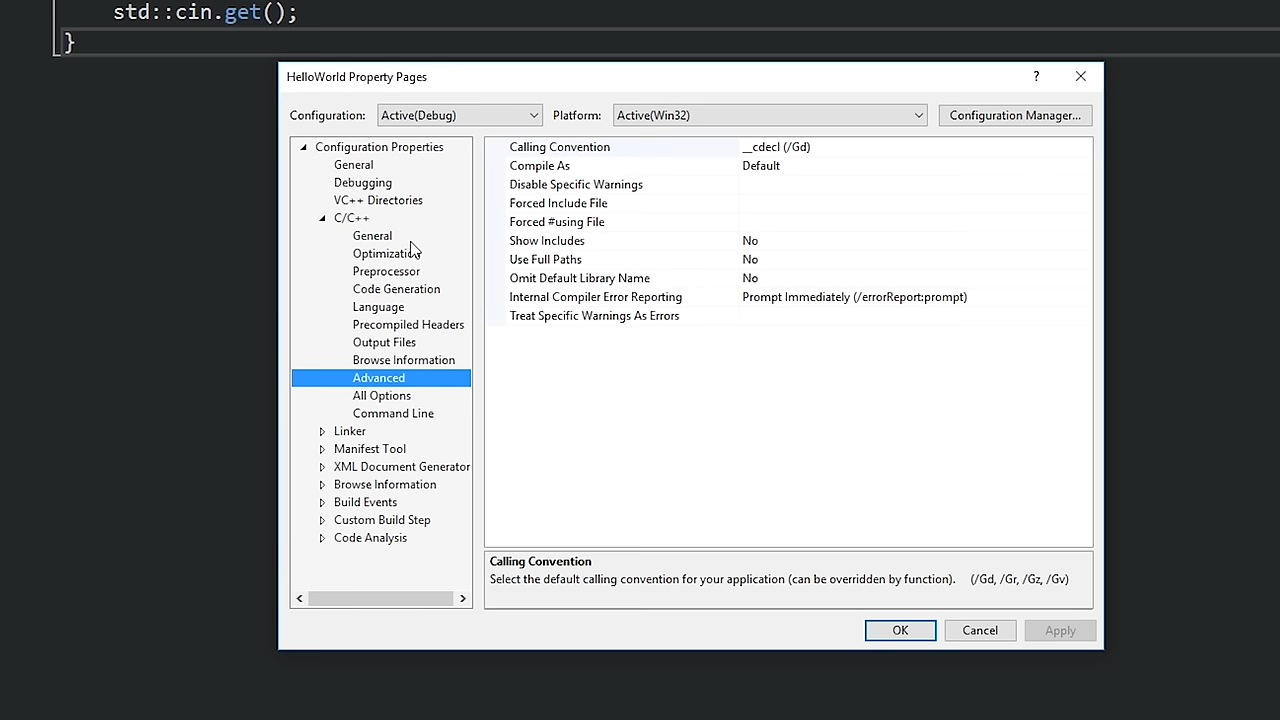 std::cin.get();
}
HelloWorld Property Pages
?
Configuration: Active(Debug) Platform: Active(Win32) Configuration Manager...
Configuration Properties
General
Debugging
VC++ Directories
C/C++
General
Optimization
Preprocessor
Code Generation
Language
Precompiled Headers
Output Files
Browse Information
Advanced
All Options
Command Line
Linker
Manifest Tool
XML Document Generator
Browse Information
Build Events
Custom Build Step
Code Analysis
Calling Convention __cdecl (/Gd)
Compile As Default
Disable Specific Warnings
Forced Include File
Forced #using File
Show Includes No
Use Full Paths No
Omit Default Library Name No
Internal Compiler Error Reporting Prompt Immediately (/errorReport:prompt)
Treat Specific Warnings As Errors
Calling Convention
Select the default calling convention for your application (can be overridden by function). (/Gd, /Gr, /Gz, /Gv)
OK Cancel Apply